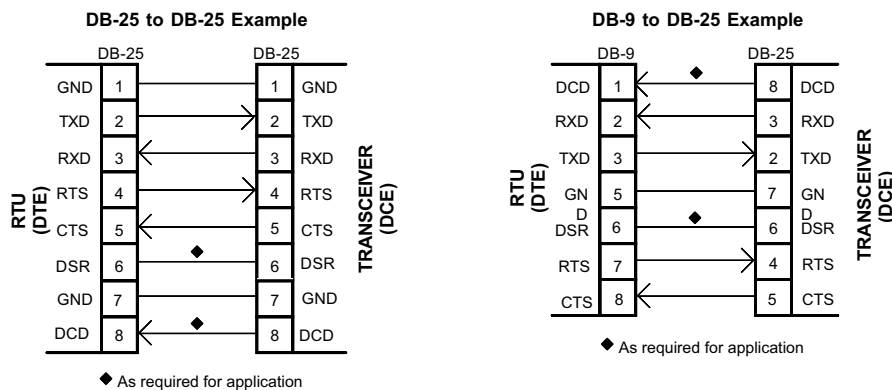 DB-25 to DB-25 Example
DB-25 DB-25
GND 1 1 GND
TXD 2 2 TXD
RXD 3 3 RXD
RTS 4 4 RTS
CTS 5 5 CTS
DSR 6 6 DSR
GND 7 7 GND
DCD 8 8 DCD
RTU
(DTE)
TRANSCEIVER
(DCE)
◆ As required for application
DB-9 to DB-25 Example
DB-9 DB-25
DCD 1 8 DCD
RXD 2 3 RXD
TXD 3 2 TXD
GN 5 7 GN
D D
DSR 6 6 DSR
RTS 7 4 RTS
CTS 8 5 CTS
RTU
(DTE)
TRANSCEIVER
(DCE)
◆ As required for application